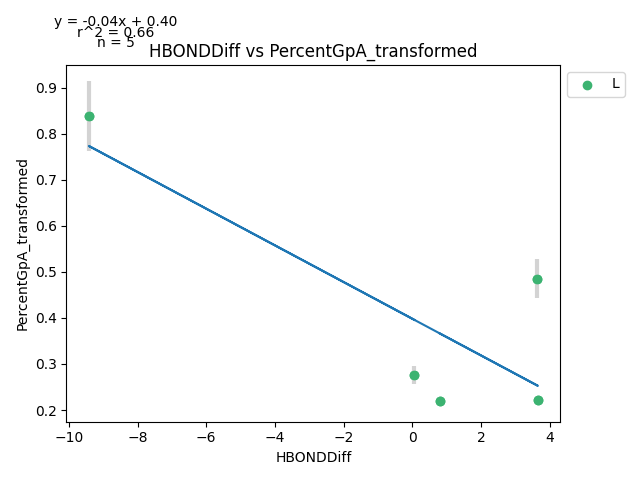 y = -0.04x + 0.40
r^2 = 0.66
n = 5
HBONDDiff vs PercentGpA_transformed
L
PercentGpA_transformed
0.9
0.8
0.7
0.6
0.5
0.4
0.3
0.2
−10 −8 −6 −4 −2 0 2 4
HBONDDiff